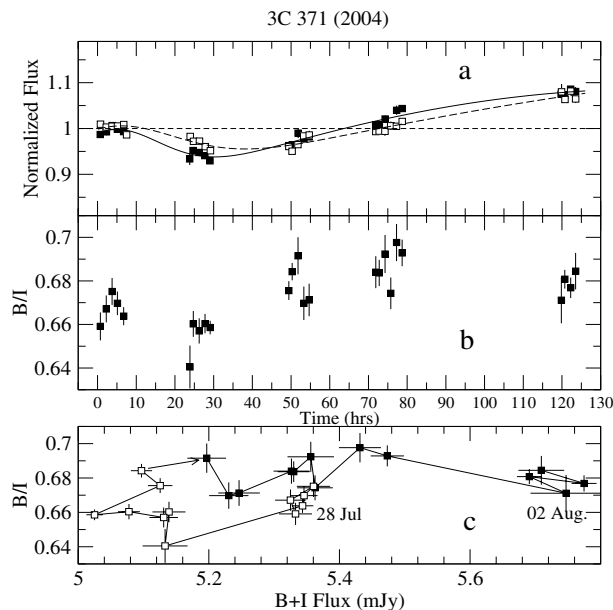 3C 371 (2004)
a
Normalized Flux
1.1
1
0.9
b
B/I
0.7
0.68
0.66
0.64
0 10 20 30 40 50 60 70 80 90 100 110 120 130
Time (hrs)
c
B/I
0.7
0.68
0.66
0.64
28 Jul
02 Aug.
5 5.2 5.4 5.6
B+I Flux (mJy)